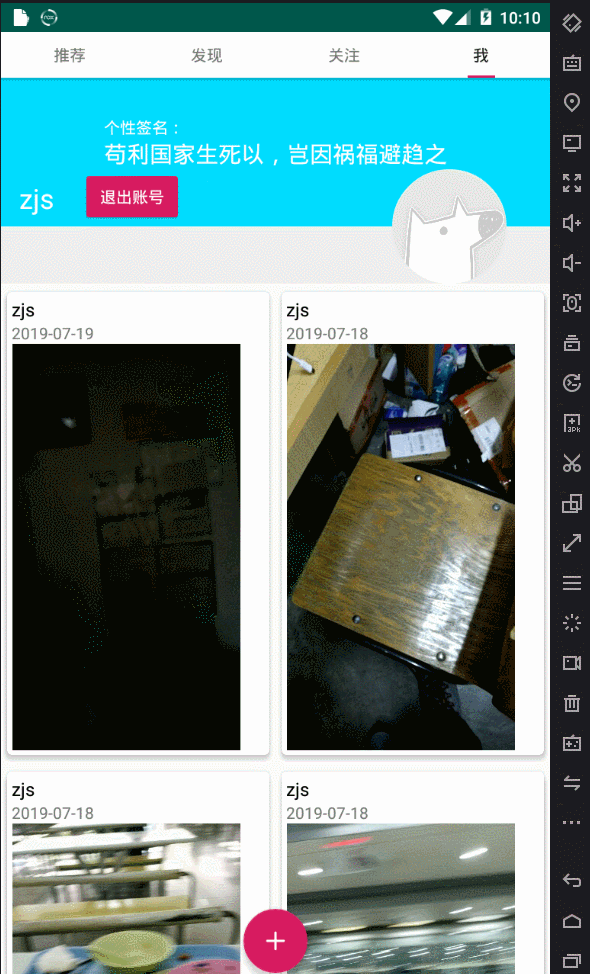 10:10
推荐
发现
关注
我
个性签名：
苟利国家生死以，岂因祸福避趋之
zjs
退出账号
zjs
2019-07-19
zjs
2019-07-18
zjs
2019-07-18
zjs
2019-07-18